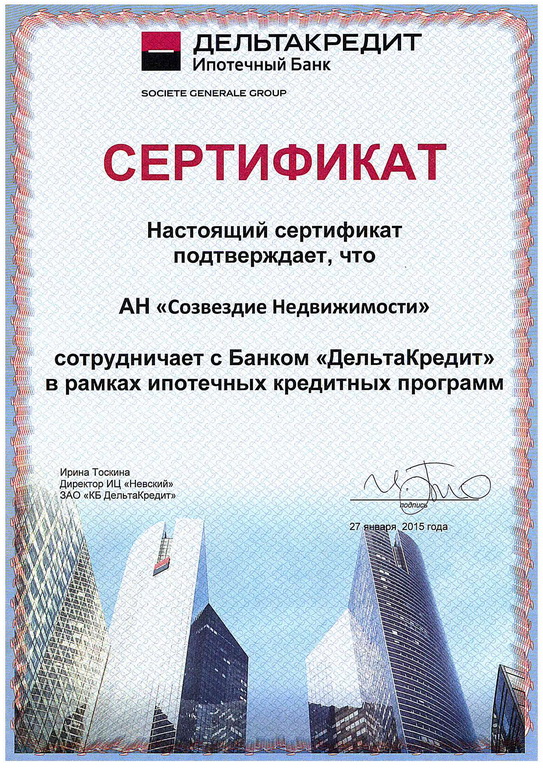 ДЕЛЬТАКРЕДИТ
Ипотечный Банк
SOCIETE GENERALE GROUP
СЕРТИФИКАТ
Настоящий сертификат
подтверждает, что
АН «Созвездие Недвижимости»
сотрудничает с Банком «ДельтаКредит»
в рамках ипотечных кредитных программ
Ирина Тоскина
Директор ИЦ «Невский»
ЗАО «КБ ДельтаКредит»
подпись
27 января, 2015 года